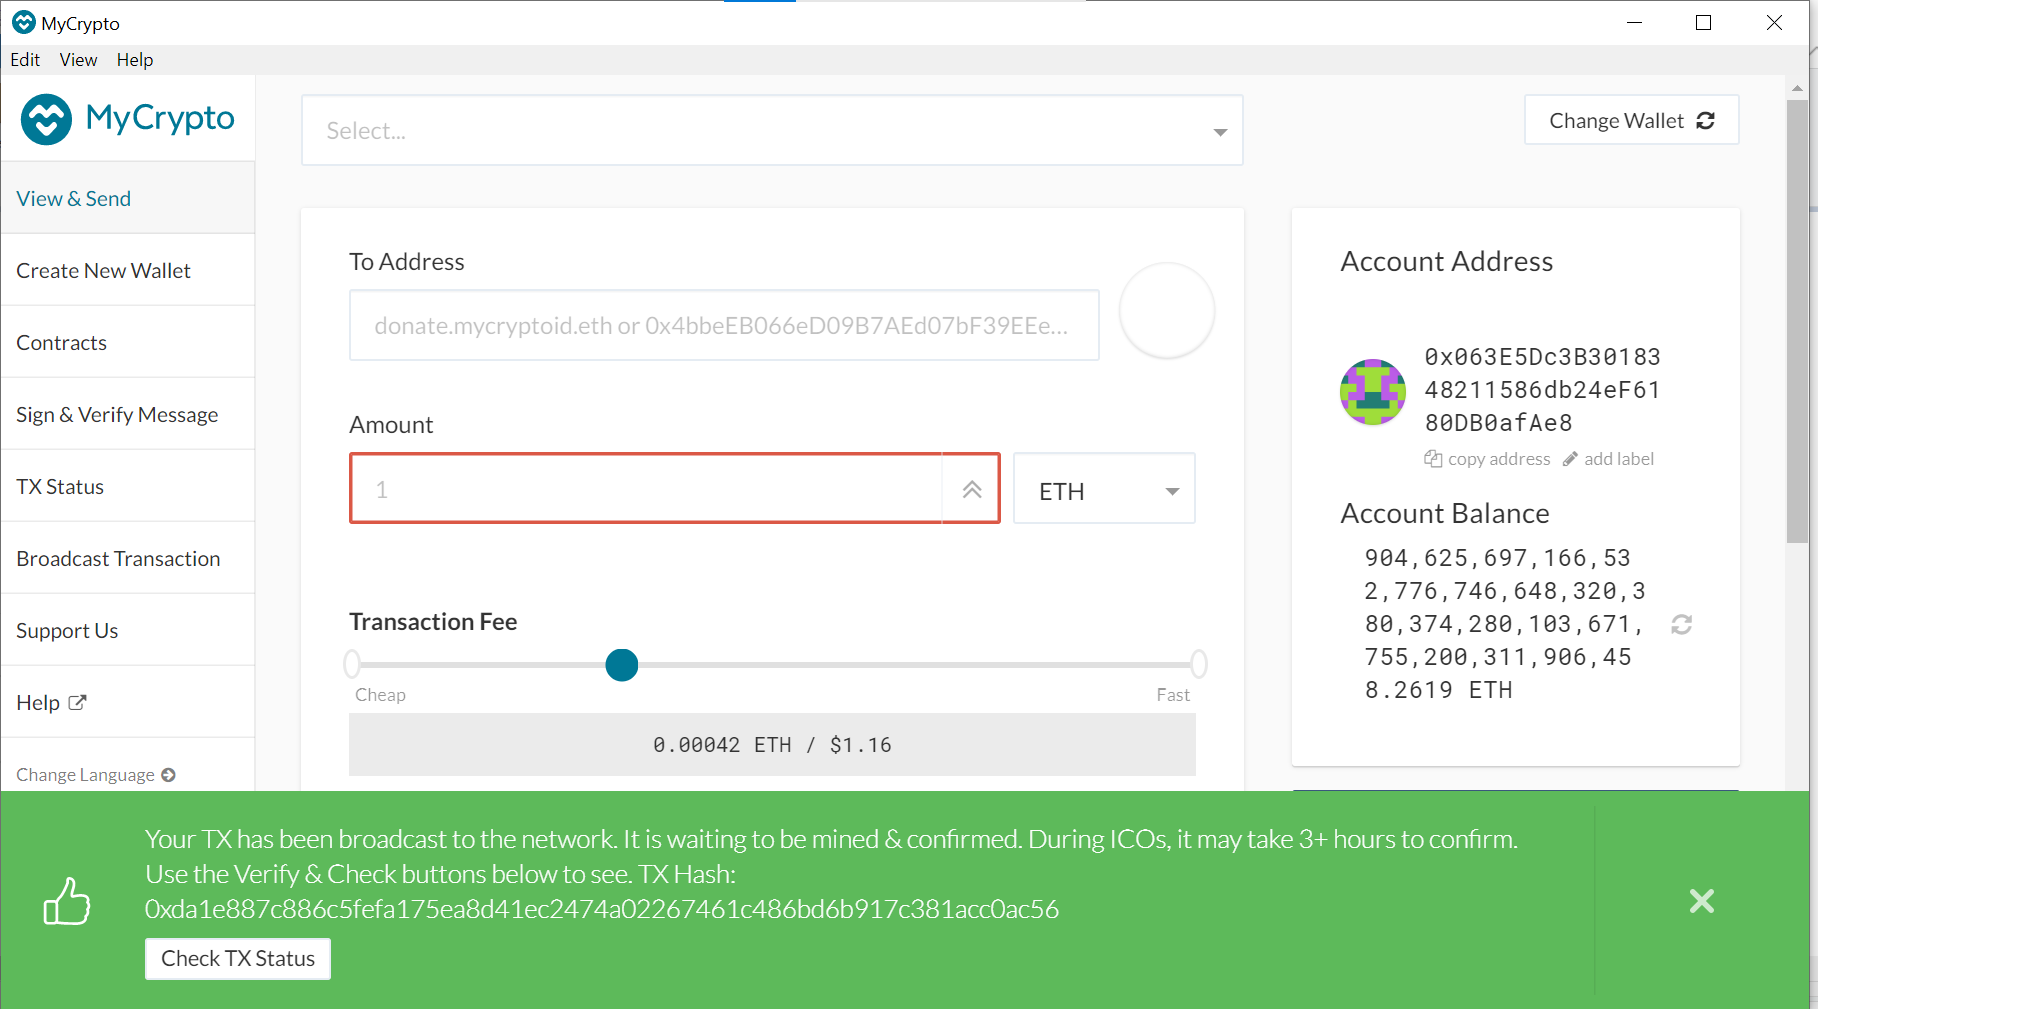 MyCrypto
Edit View Help
MyCrypto
View & Send
Create New Wallet
Contracts
Sign & Verify Message
TX Status
Broadcast Transaction
Support Us
Help
Change Language
Select...
Change Wallet
To Address
donate.mycryptoid.eth or 0x4bbeEB066eD09B7AEd07bF39EEe...
Amount
1
ETH
Transaction Fee
Cheap
Fast
0.00042 ETH / $1.16
Account Address
0x063E5Dc3B30183
48211586db24eF61
80DB0afAe8
copy address add label
Account Balance
904,625,697,166,53
2,776,746,648,320,3
80,374,280,103,671,
755,200,311,906,45
8.2619 ETH
Your TX has been broadcast to the network. It is waiting to be mined & confirmed. During ICOs, it may take 3+ hours to confirm.
Use the Verify & Check buttons below to see. TX Hash:
0xda1e887c886c5fefa175ea8d41ec2474a02267461c486bd6b917c381acc0ac56
Check TX Status